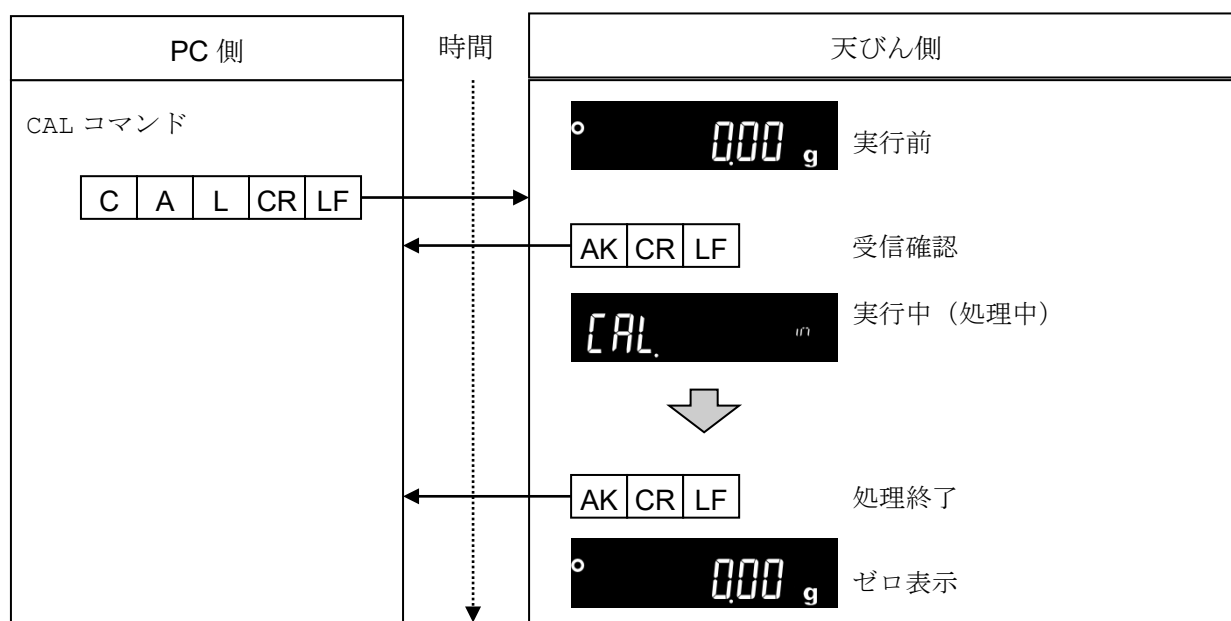 PC 側
時間
天びん側
CAL コマンド
0.00 g
実行前
C A L CR LF
AK CR LF
受信確認
CAL. in
実行中（処理中）
AK CR LF
処理終了
0.00 g
ゼロ表示